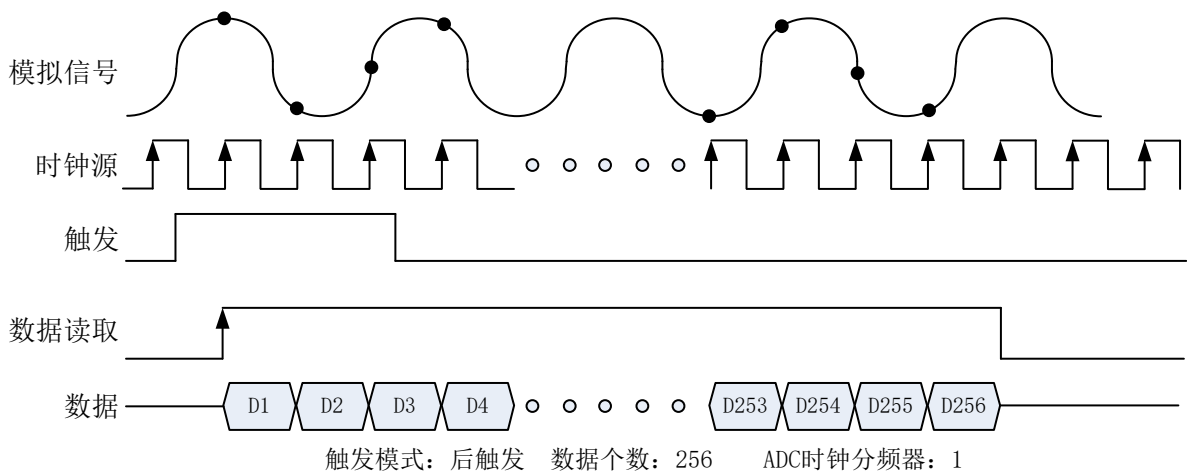 模拟信号
时钟源
触发
数据读取
数据
D1 D2 D3 D4 D253 D254 D255 D256
触发模式：后触发 数据个数：256 ADC时钟分频器：1